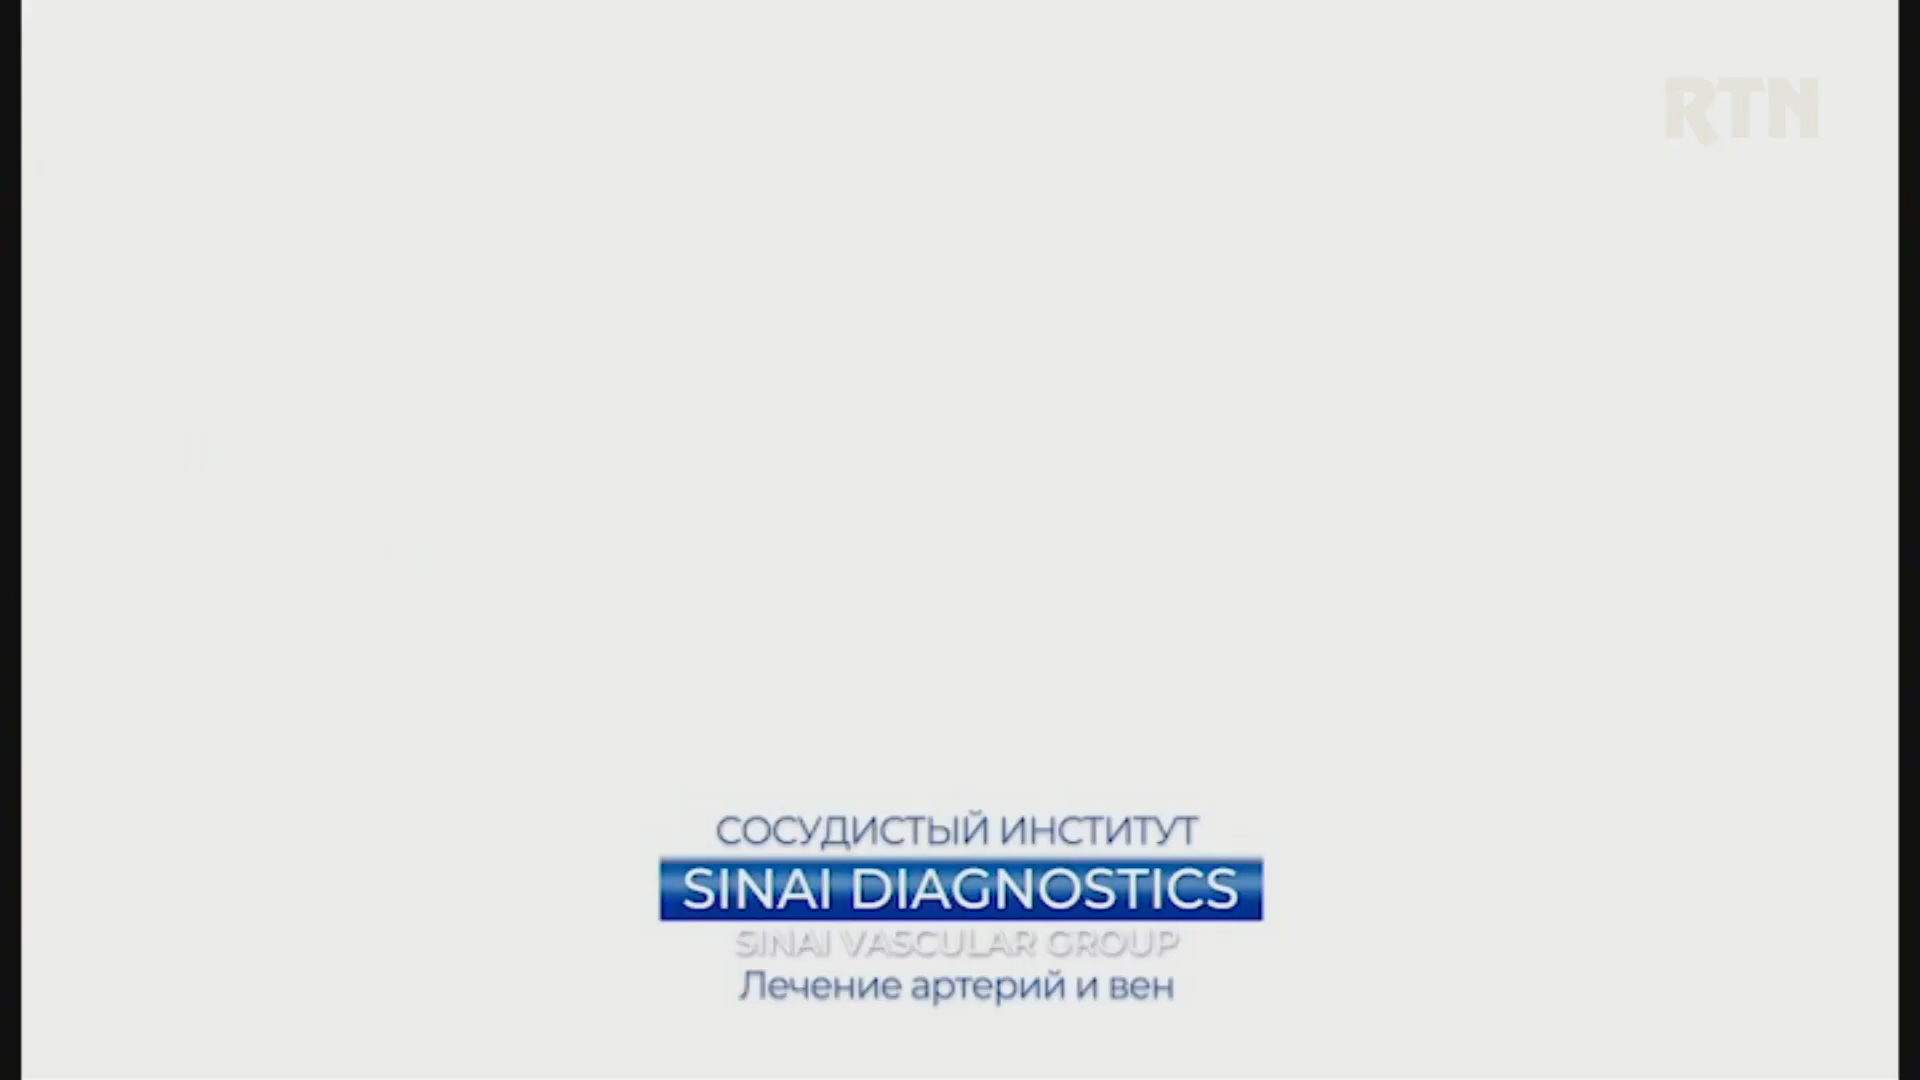 RTN
СОСУДИСТЫЙ ИНСТИТУТ
SINAI DIAGNOSTICS
SINAI VASCULAR GROUP
Лечение артерий и вен